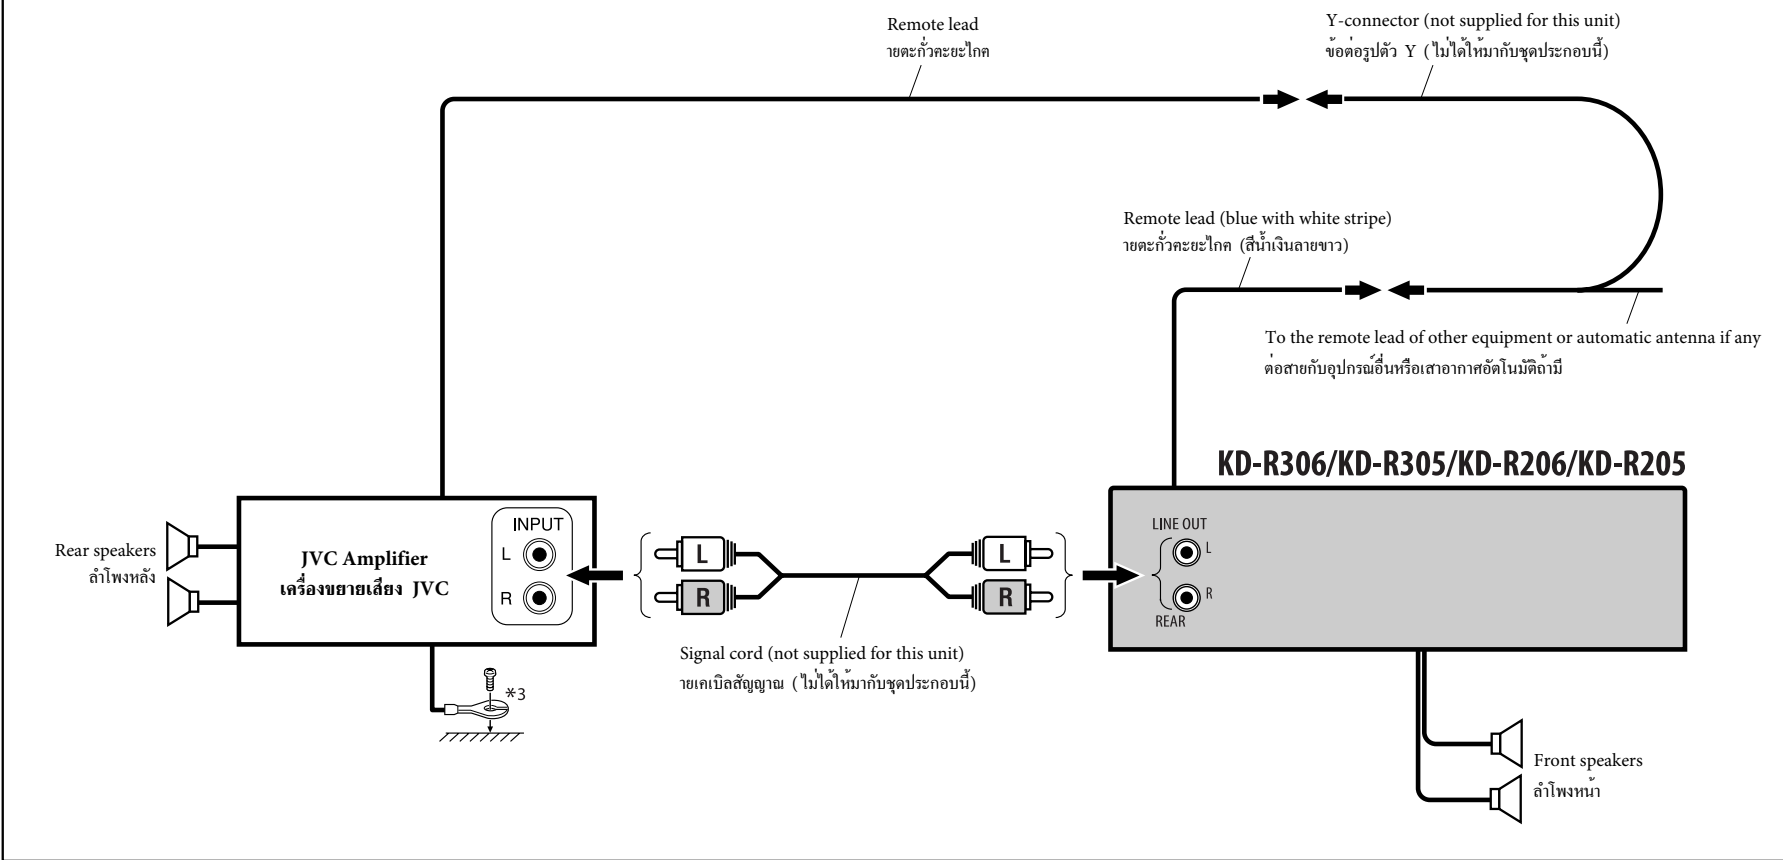 Remote lead
ายตะกั่วคะยะไกค
Y-connector (not supplied for this unit)
ข้อต่อรูปตัว Y (ไม่ได้ให้มากับชุดประกอบนี้)
Remote lead (blue with white stripe)
ายตะกั่วคะยะไกค (สีน้ำเงินลายขาว)
To the remote lead of other equipment or automatic antenna if any
ต่อสายกับอุปกรณ์อื่นหรือเสาอากาศอัตโนมัติถ้ามี
KD-R306/KD-R305/KD-R206/KD-R205
Rear speakers
ลำโพงหลัง
JVC Amplifier
เครื่องขยายเสียง JVC
INPUT
L
R
L
R
L
R
LINE OUT
L
R
REAR
Signal cord (not supplied for this unit)
ายเคเบิลสัญญาณ (ไม่ได้ให้มากับชุดประกอบนี้)
*3
Front speakers
ลำโพงหน้า